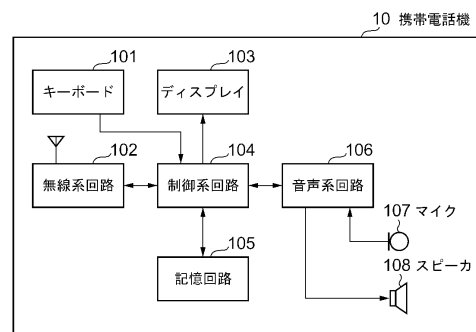 10 携帯電話機
101
キーボード
103
ディスプレイ
102
無線系回路
104
制御系回路
106
音声系回路
107 マイク
108 スピーカ
105
記憶回路